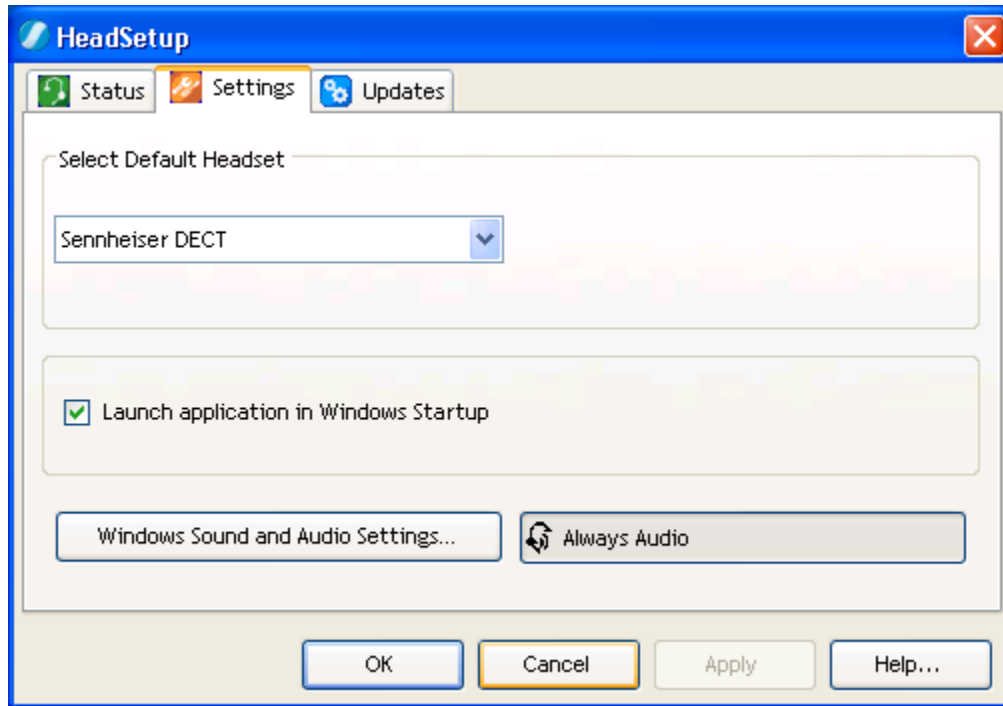 HeadSetup
Status Settings Updates
Select Default Headset
Sennheiser DECT
Launch application in Windows Startup
Windows Sound and Audio Settings... Always Audio
OK Cancel Apply Help...